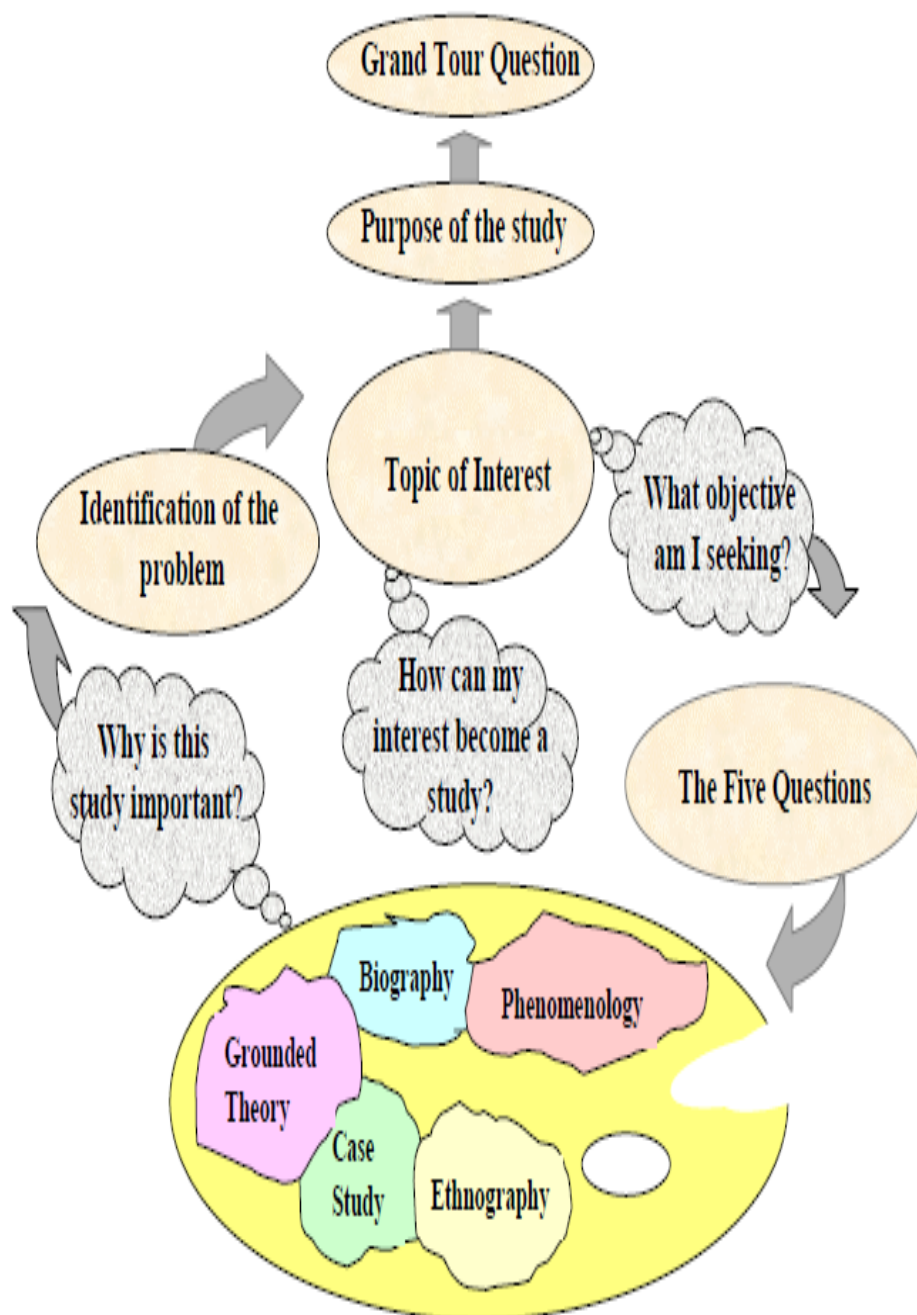 Grand Tour Question
Purpose of the study
Topic of Interest
Identification of the
problem
What objective
am I seeking?
How can my
interest become a
study?
Why is this
study important?
The Five Questions
Biography
Phenomenology
Grounded
Theory
Case
Study
Ethnography